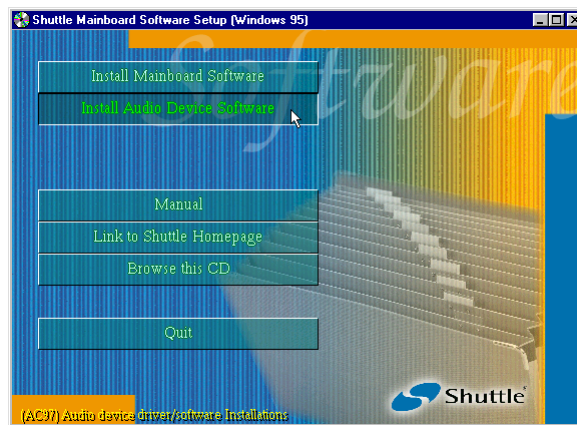 Shuttle Mainboard Software Setup (Windows 95)
Software
Install Mainboard Software
Install Audio Device Software
Manual
Link to Shuttle Homepage
Browse this CD
Quit
Shuttle
(AC97) Audio device driver/software Installations